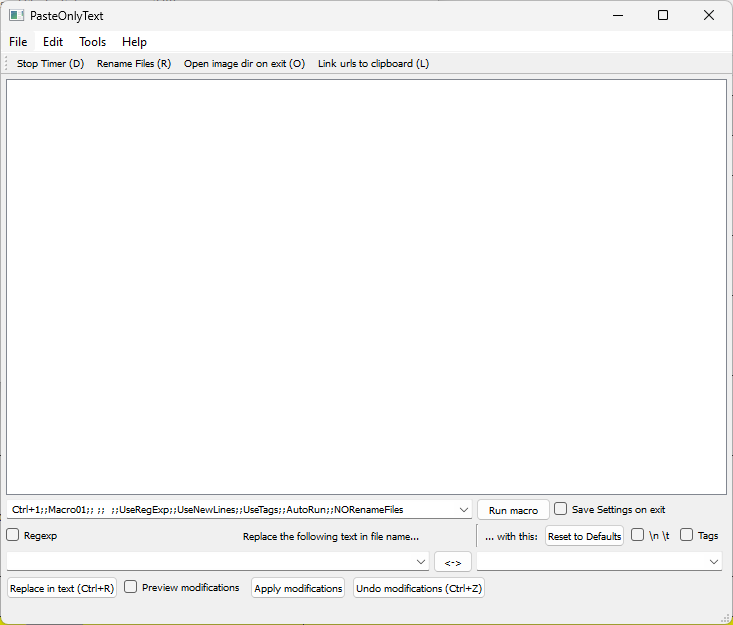 PasteOnlyText
File Edit Tools Help
Stop Timer (D) Rename Files (R) Open image dir on exit (O) Link urls to clipboard (L)
Ctrl+1;;Macro01;; ;;  ;;UseRegExp;;UseNewLines;;UseTags;;AutoRun;;NORenameFiles Run macro Save Settings on exit
Regexp Replace the following text in file name... ... with this: Reset to Defaults \n \t Tags
<->
Replace in text (Ctrl+R) Preview modifications Apply modifications Undo modifications (Ctrl+Z)